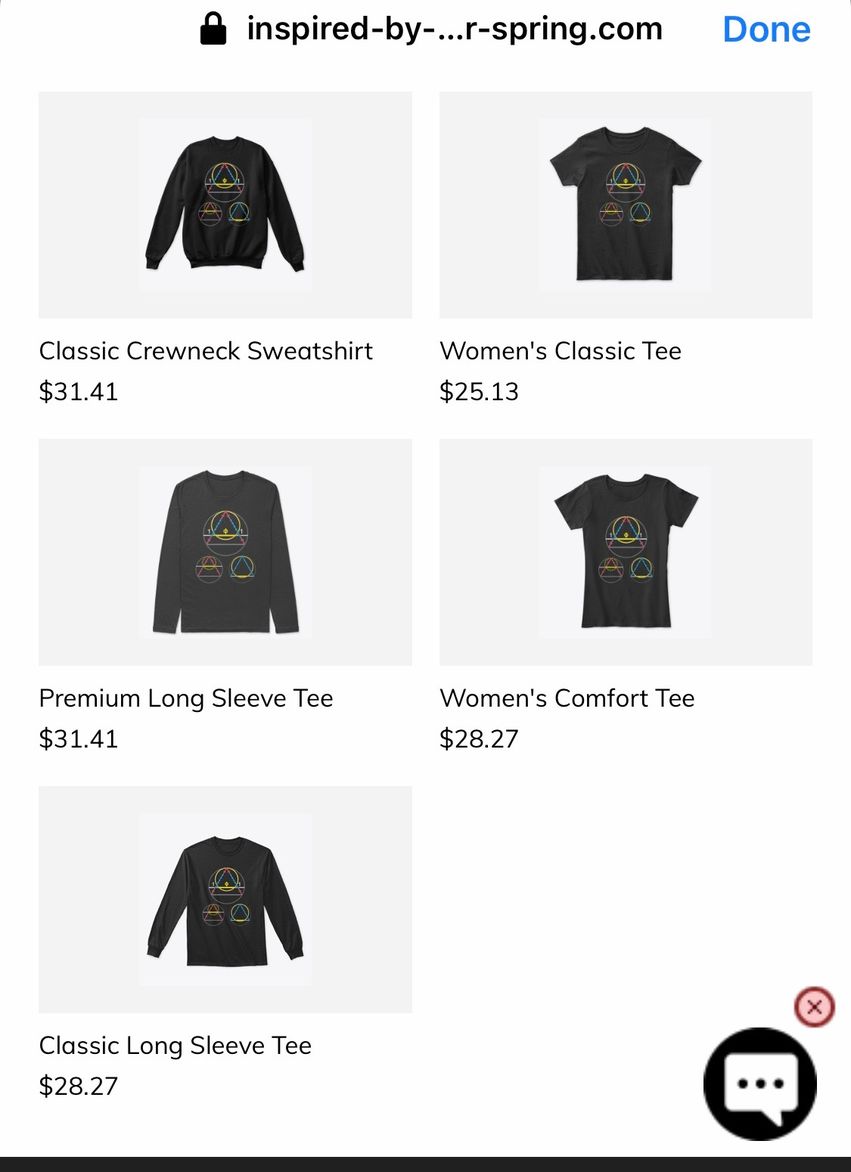 inspired-by-...r-spring.com
Done
Classic Crewneck Sweatshirt
$31.41
Women's Classic Tee
$25.13
Premium Long Sleeve Tee
$31.41
Women's Comfort Tee
$28.27
Classic Long Sleeve Tee
$28.27